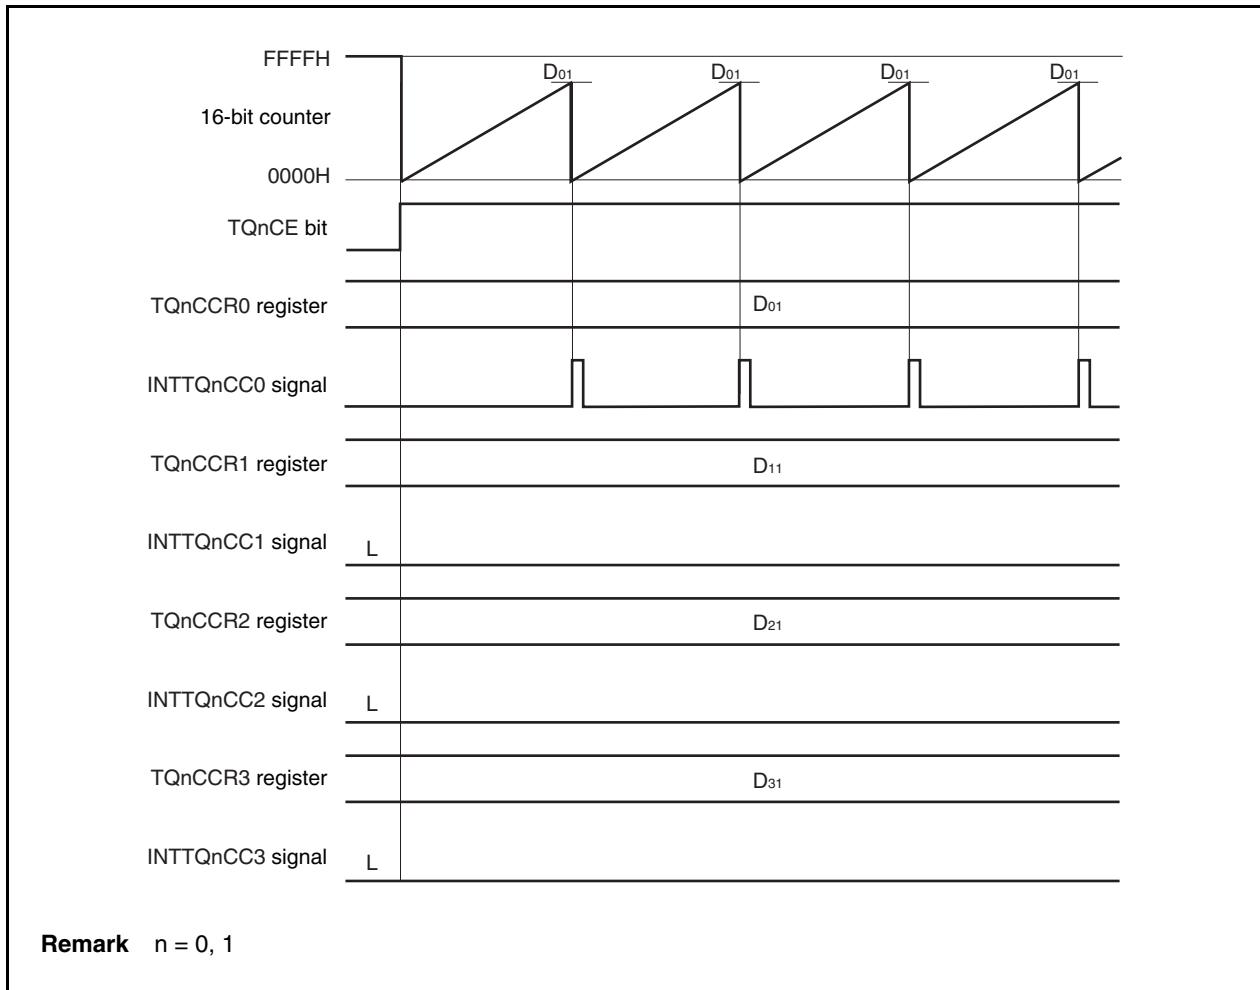 FFFFH
D01 D01 D01 D01
16-bit counter
0000H
TQnCE bit
TQnCCR0 register D01
INTTQnCC0 signal
TQnCCR1 register D11
INTTQnCC1 signal L
TQnCCR2 register D21
INTTQnCC2 signal L
TQnCCR3 register D31
INTTQnCC3 signal L
Remark n = 0, 1